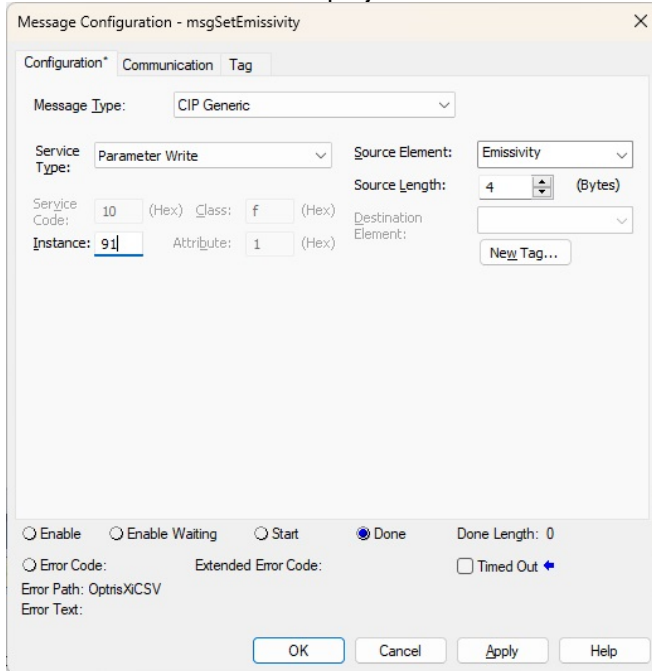 Message Configuration - msgSetEmissivity
Configuration* Communication Tag
Message Type: CIP Generic
Service Type: Parameter Write
Source Element: Emissivity
Source Length: 4 (Bytes)
Service Code: 10 (Hex) Class: f (Hex)
Destination Element:
Instance: 91 Attribute: 1 (Hex)
New Tag...
Enable Enable Waiting Start Done Done Length: 0
Error Code: Extended Error Code: Timed Out
Error Path: OptrisXiCSV
Error Text:
OK Cancel Apply Help